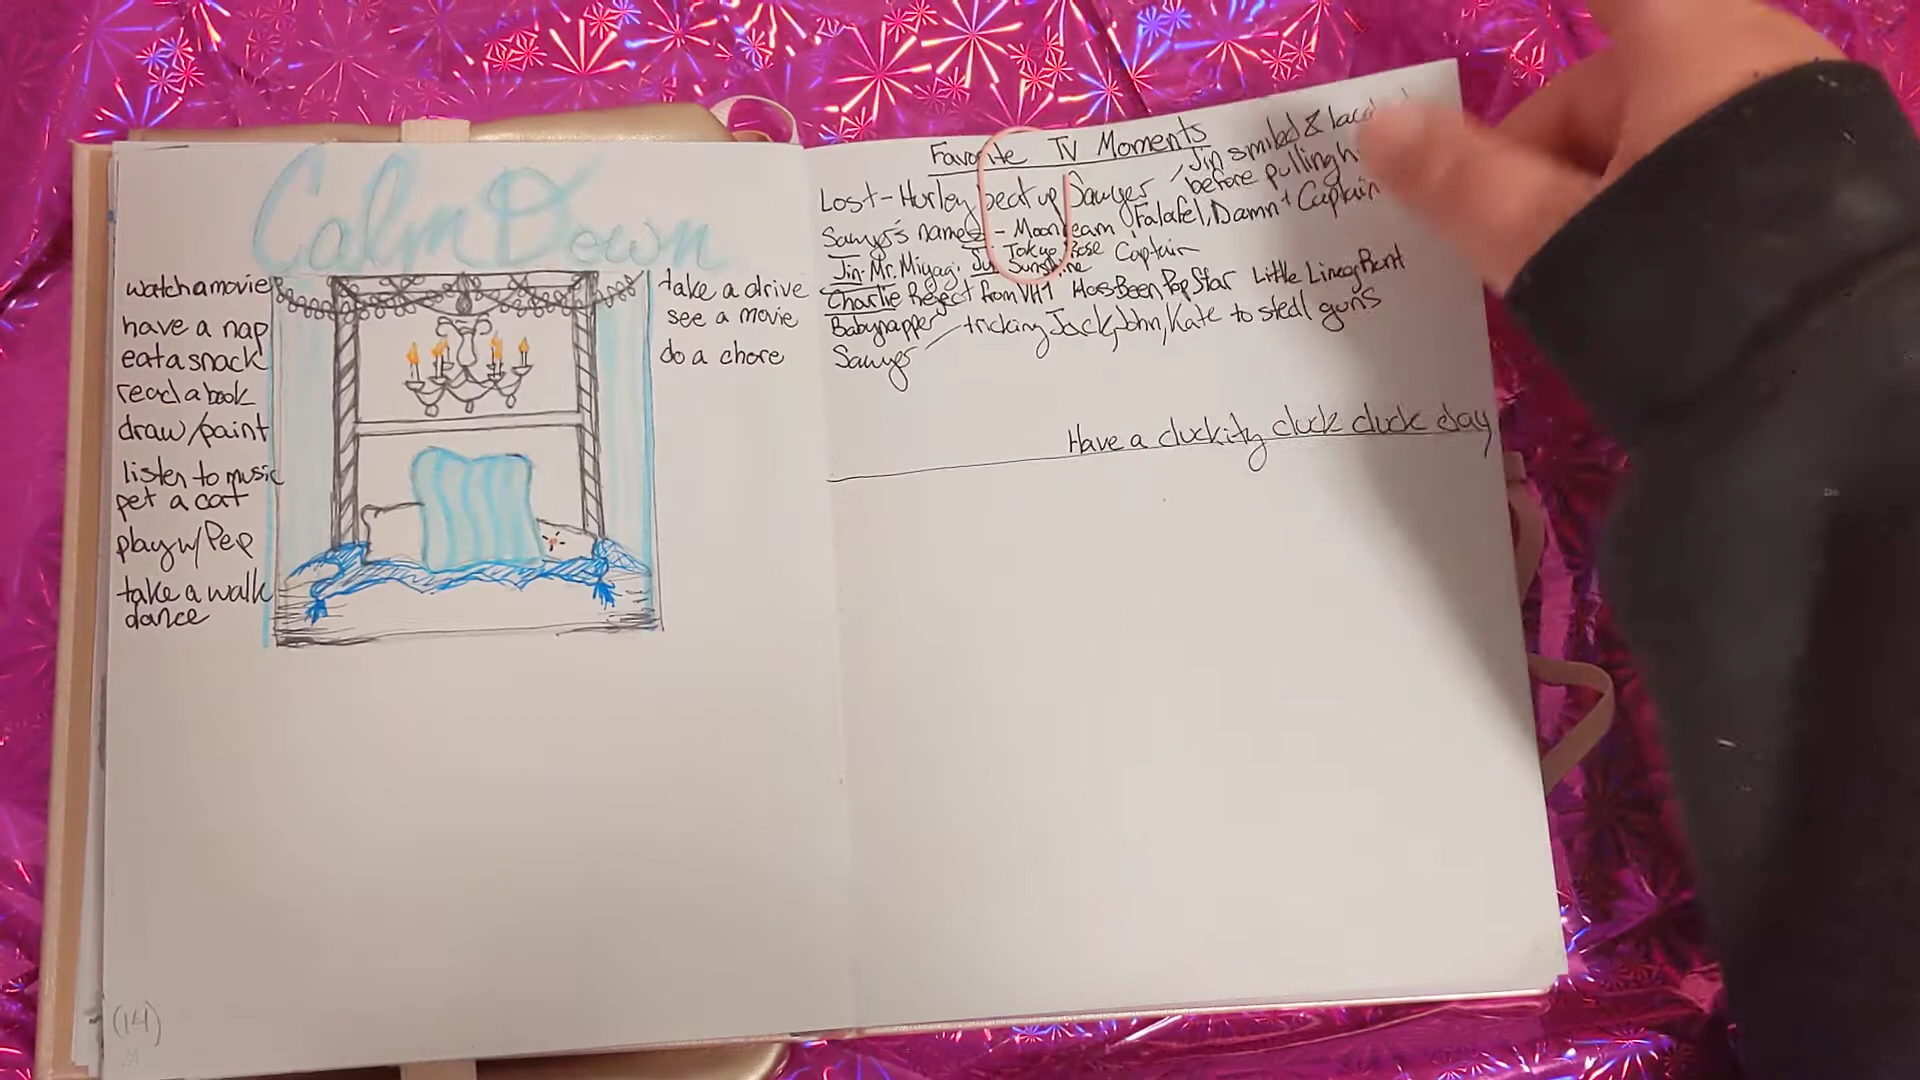 Calm Down
watch a movie
have a nap
eat a snack
read a book
draw/paint
listen to music
pet a cat
play w/ Pep
take a walk
dance
take a drive
see a movie
do a chore
(14)
Favorite TV Moments
Lost - Hurley beat up Sawyer / Jin smiled &
before pulling
Sawyer's names - Moonbeam Falafel, Damn + Captain
Jin - Mr. Miyagi, Tokyo Rose Captain
Sunshine
Charlie Reject from VH1 Has Been Pop Star Little Limey Runt
Babynapper
Sawyer - tricking Jack, John, Kate to steal guns
Have a cluckity cluck cluck day